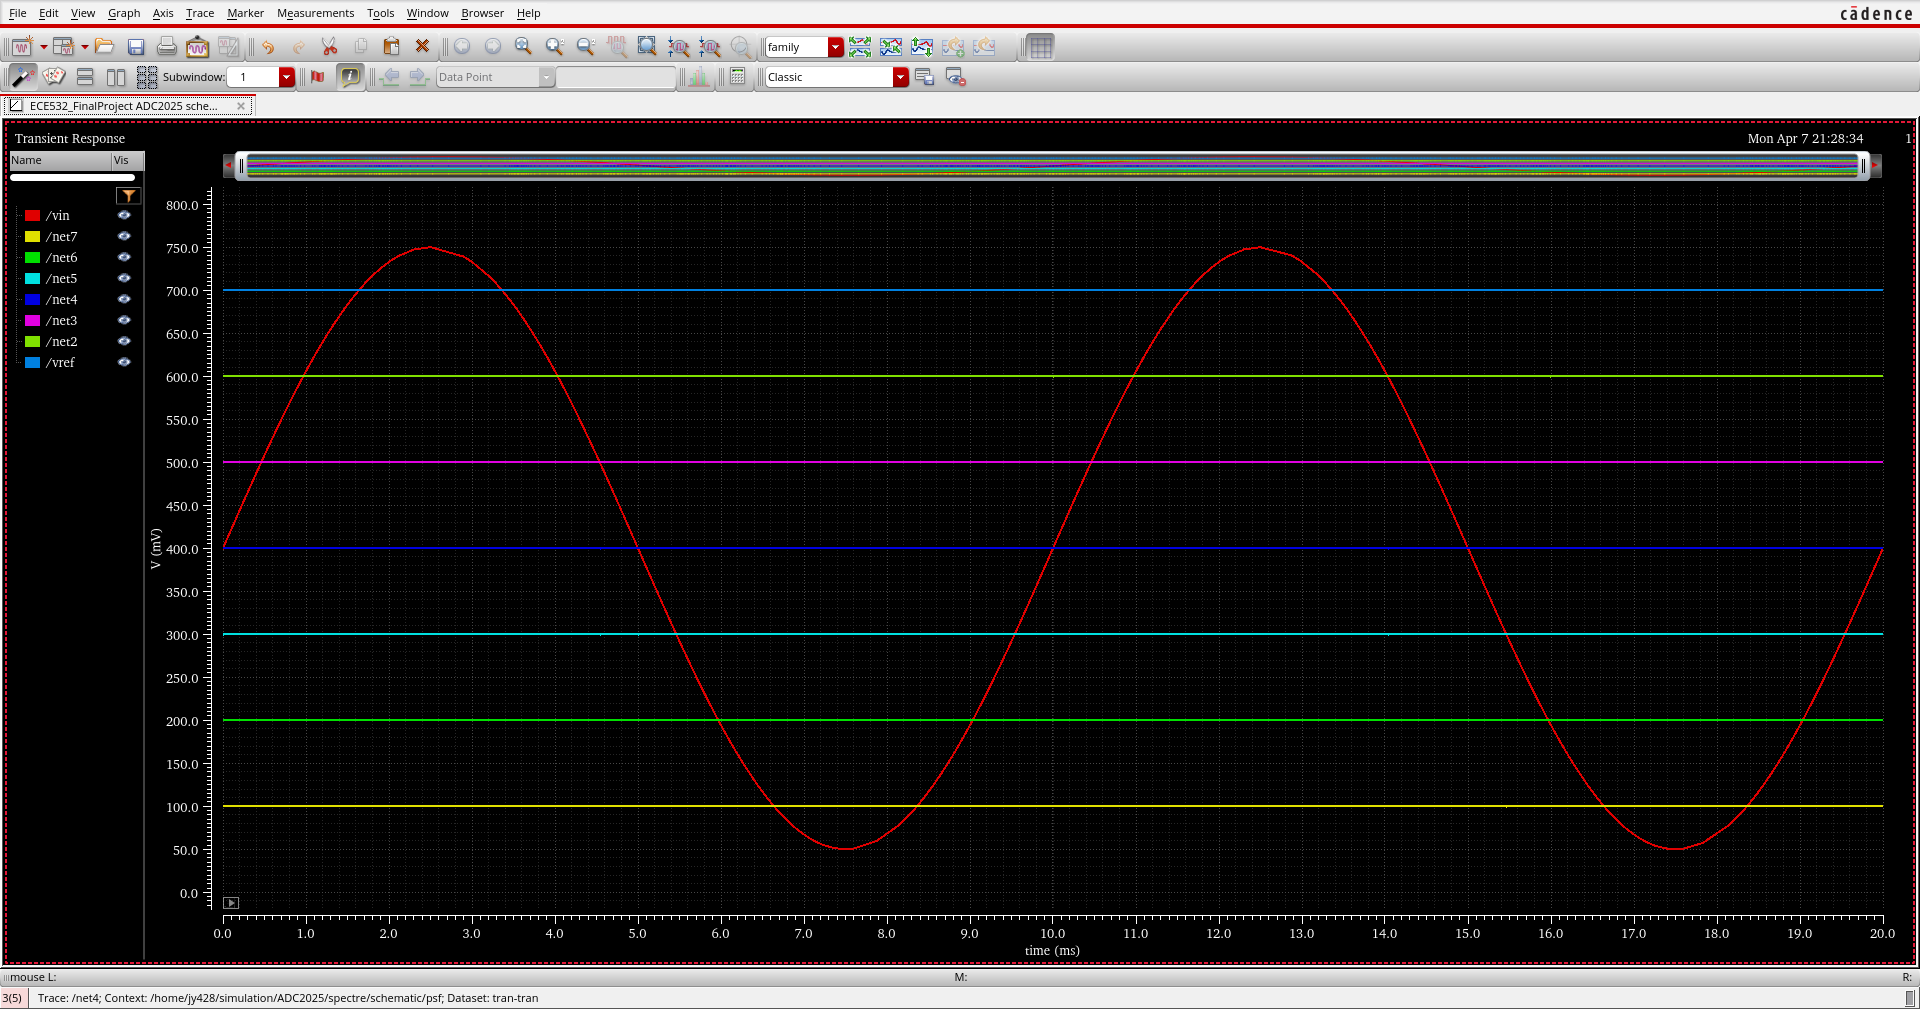 File Edit View Graph Axis Trace Marker Measurements Tools Window Browser Help
cādence
family
Subwindow: 1
Data Point
Classic
ECE532_FinalProject ADC2025 sche...
Transient Response
Mon Apr 7 21:28:34 1
Name Vis
/vin
/net7
/net6
/net5
/net4
/net3
/net2
/vref
V (mV)
800.0
750.0
700.0
650.0
600.0
550.0
500.0
450.0
400.0
350.0
300.0
250.0
200.0
150.0
100.0
50.0
0.0
0.0 1.0 2.0 3.0 4.0 5.0 6.0 7.0 8.0 9.0 10.0 11.0 12.0 13.0 14.0 15.0 16.0 17.0 18.0 19.0 20.0
time (ms)
mouse L: M: R:
3(5) Trace: /net4; Context: /home/jy428/simulation/ADC2025/spectre/schematic/psf; Dataset: tran-tran